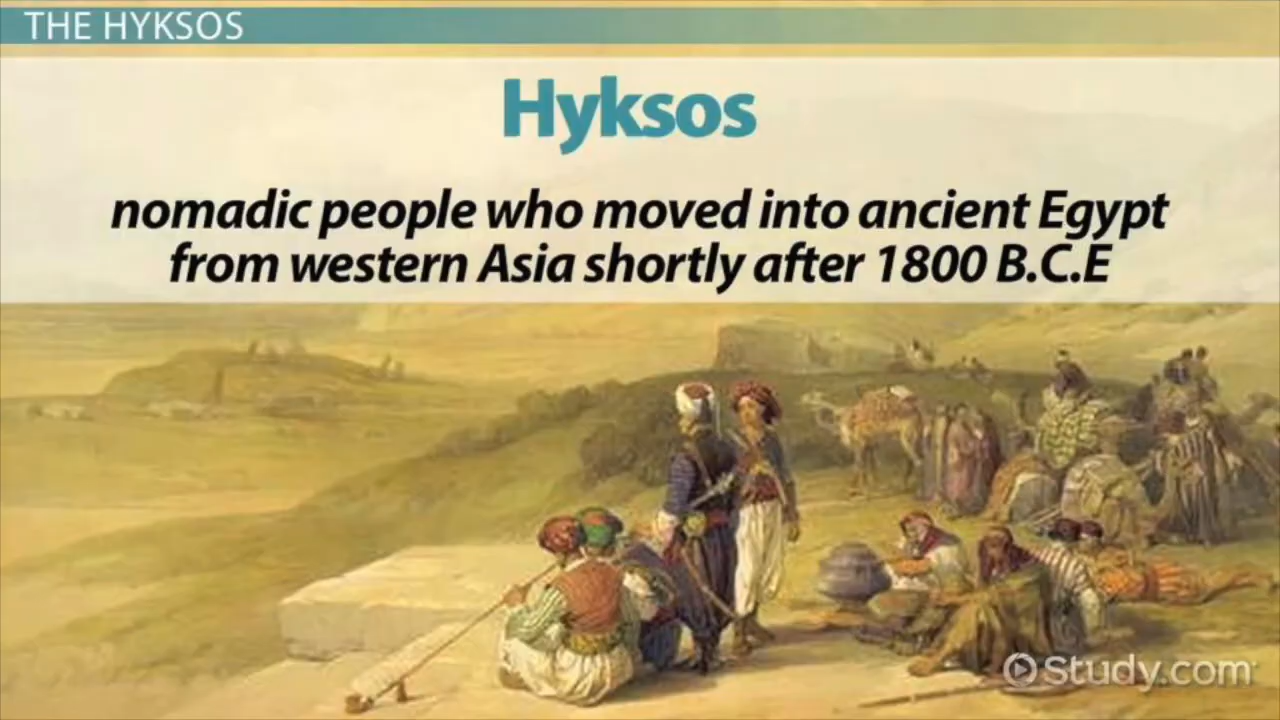 THE HYKSOS
Hyksos
nomadic people who moved into ancient Egypt
from western Asia shortly after 1800 B.C.E
Study.com